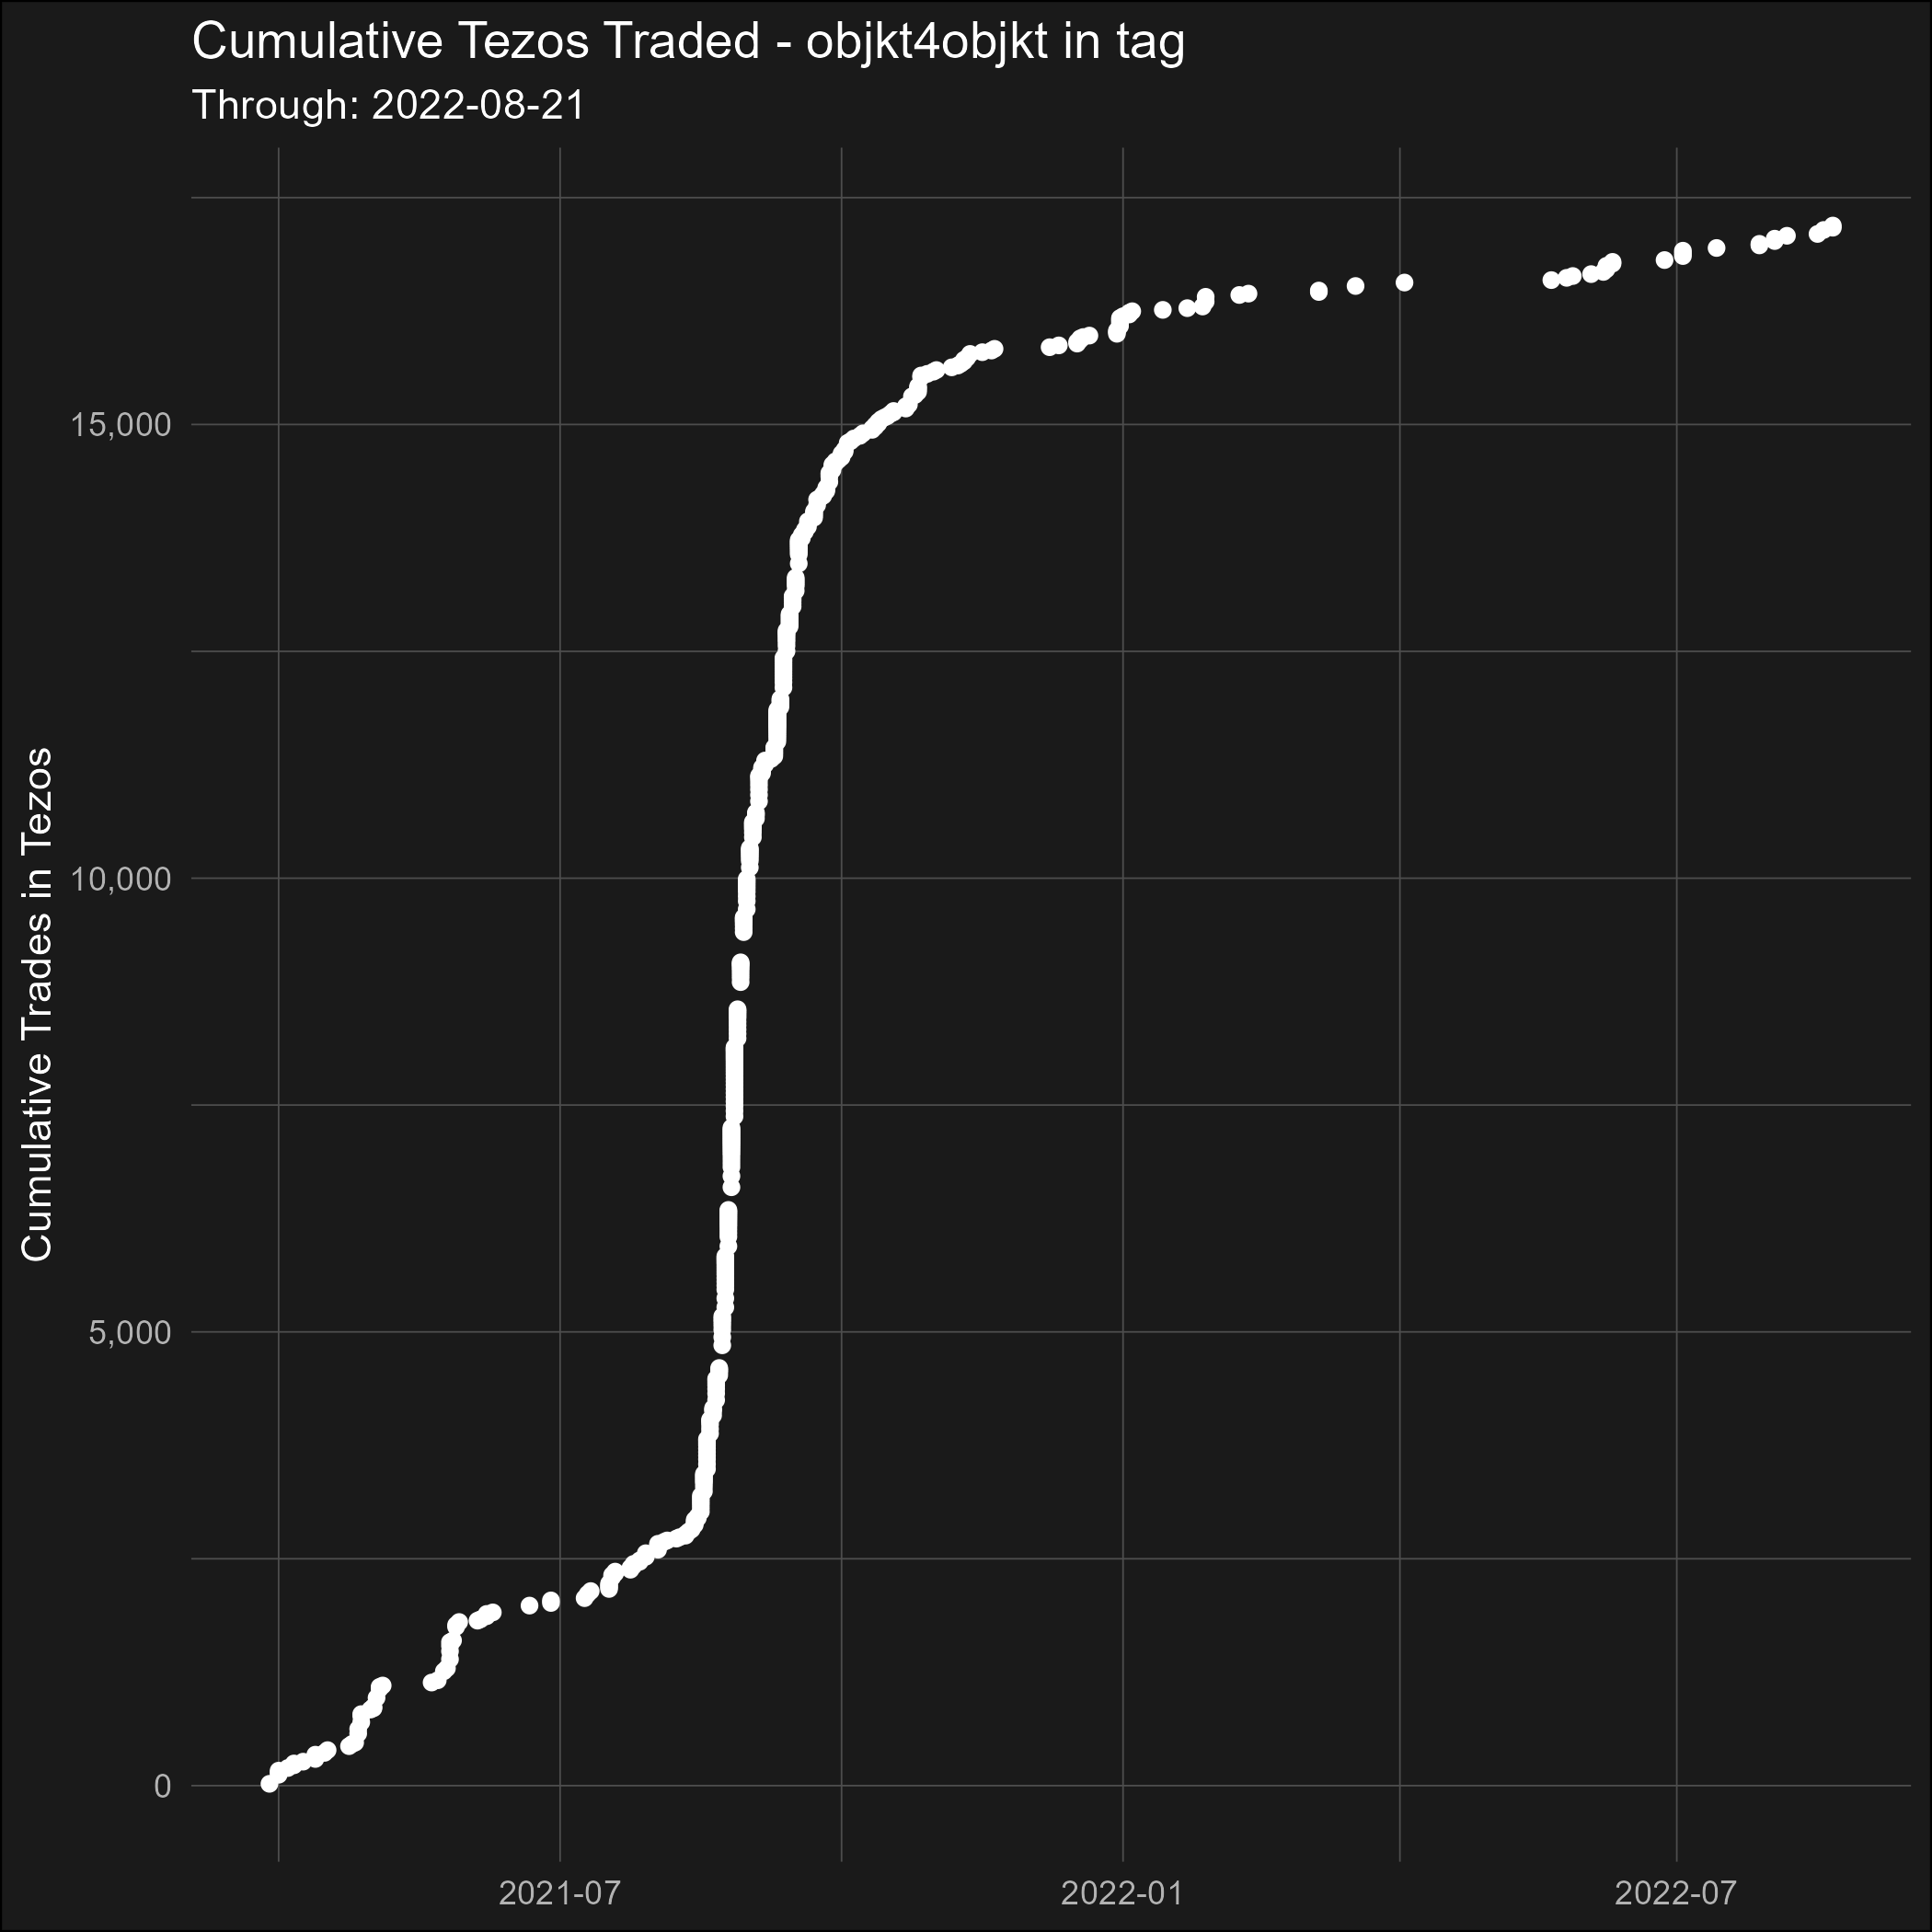 Cumulative Tezos Traded - objkt4objkt in tag
Through: 2022-08-21
Cumulative Trades in Tezos
15,000
10,000
5,000
0
2021-07
2022-01
2022-07